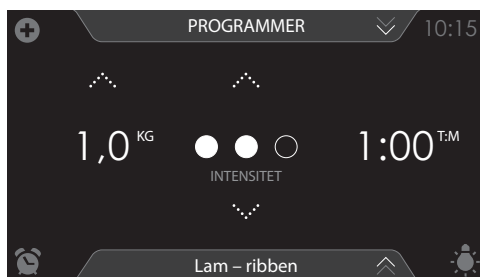 PROGRAMMER 10:15
1,0 KG 1:00 T:M
INTENSITET
Lam – ribben